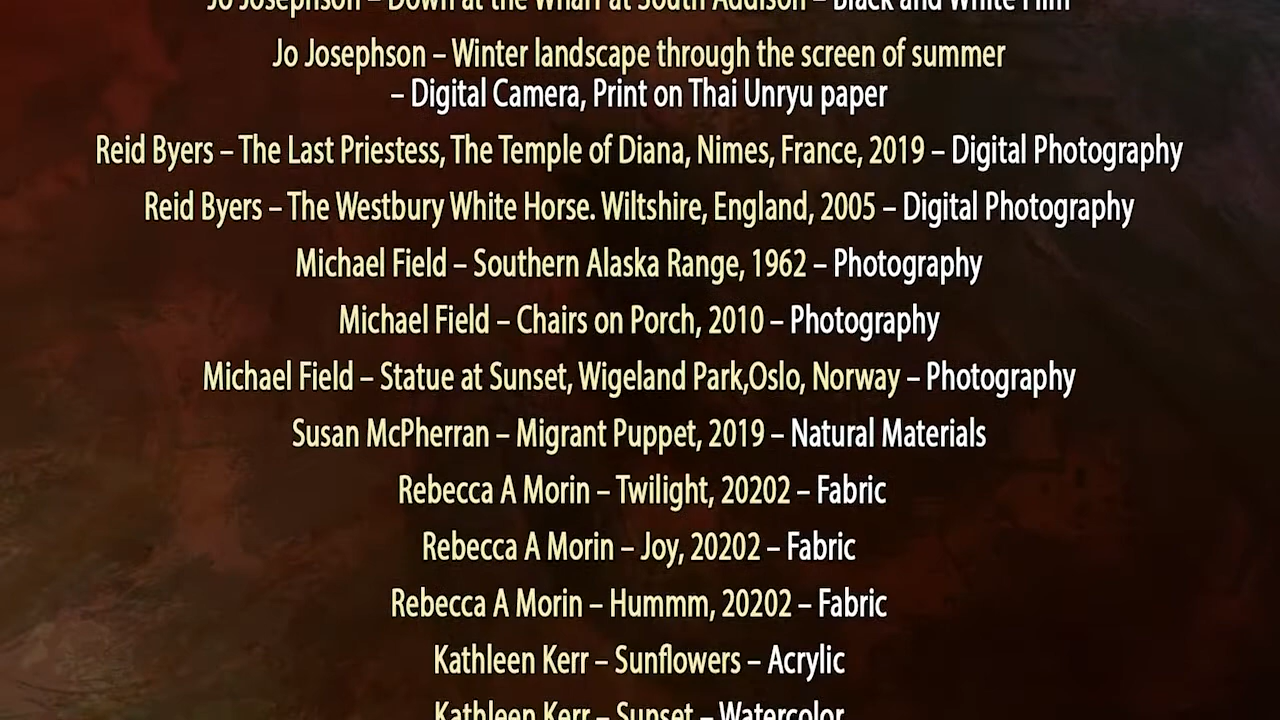 Jo Josephson – Down at the Wharf at South Addison – Black and White Film
Jo Josephson – Winter landscape through the screen of summer
– Digital Camera, Print on Thai Unryu paper
Reid Byers – The Last Priestess, The Temple of Diana, Nimes, France, 2019 – Digital Photography
Reid Byers – The Westbury White Horse. Wiltshire, England, 2005 – Digital Photography
Michael Field – Southern Alaska Range, 1962 – Photography
Michael Field – Chairs on Porch, 2010 – Photography
Michael Field – Statue at Sunset, Wigeland Park,Oslo, Norway – Photography
Susan McPherran – Migrant Puppet, 2019 – Natural Materials
Rebecca A Morin – Twilight, 20202 – Fabric
Rebecca A Morin – Joy, 20202 – Fabric
Rebecca A Morin – Hummm, 20202 – Fabric
Kathleen Kerr – Sunflowers – Acrylic
Kathleen Kerr – Sunset – Watercolor